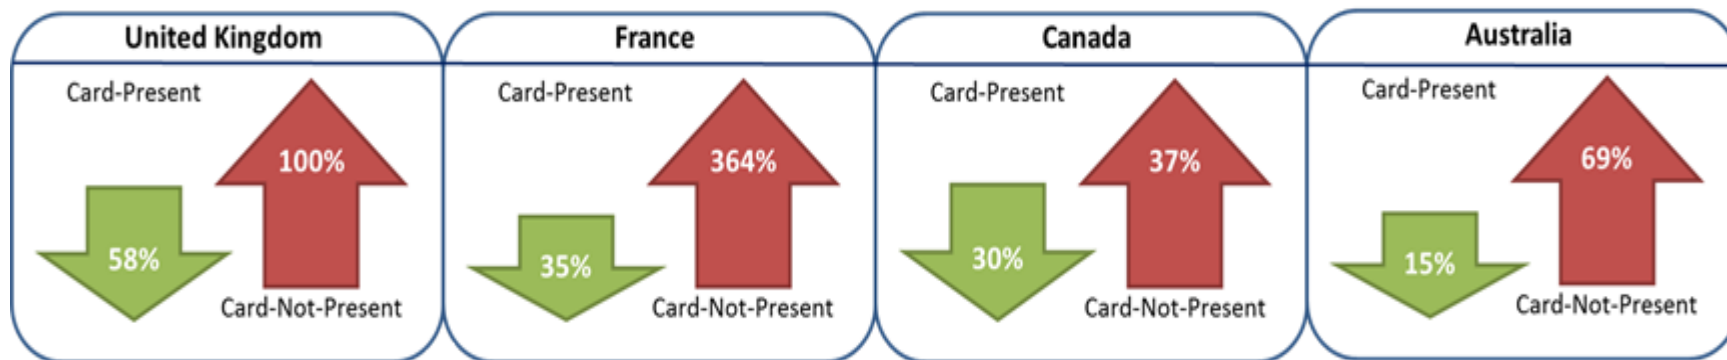 United Kingdom
Card-Present
100%
58%
Card-Not-Present
France
Card-Present
364%
35%
Card-Not-Present
Canada
Card-Present
37%
30%
Card-Not-Present
Australia
Card-Present
69%
15%
Card-Not-Present